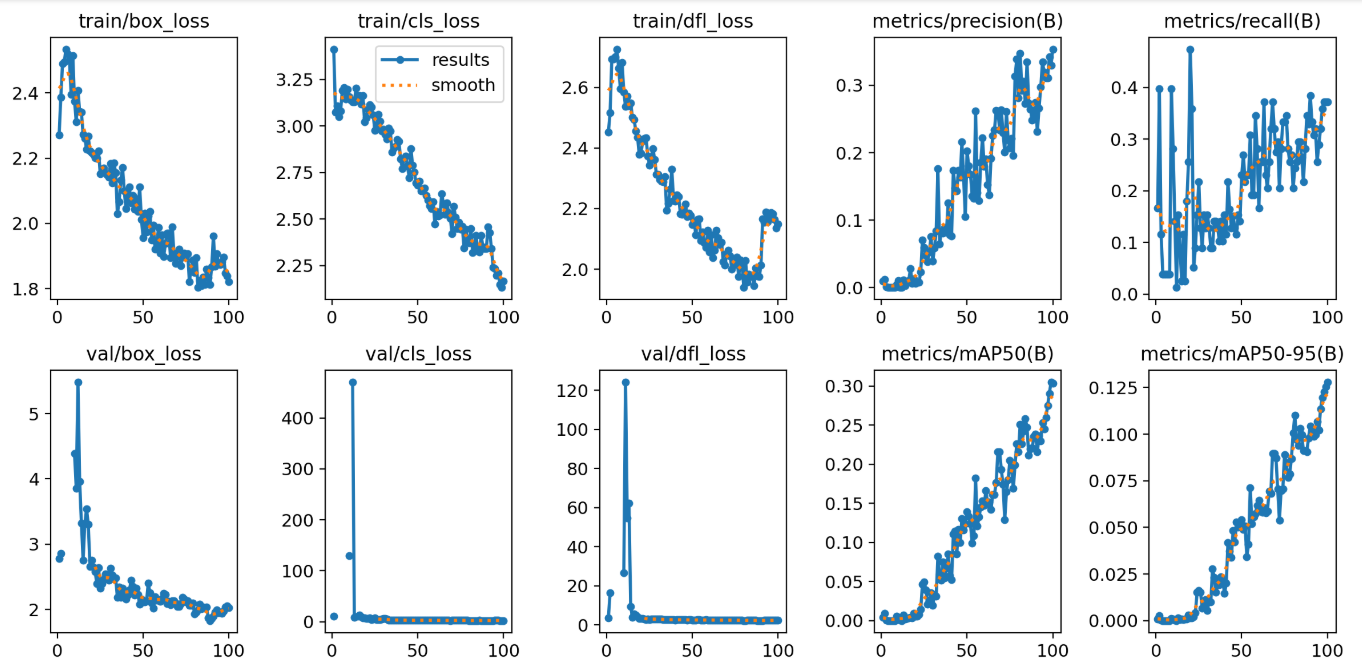 train/box_loss
train/cls_loss
train/dfl_loss
metrics/precision(B)
metrics/recall(B)
results
smooth
2.4
2.2
2.0
1.8
0 50 100
3.25
3.00
2.75
2.50
2.25
0 50 100
2.6
2.4
2.2
2.0
0 50 100
0.3
0.2
0.1
0.0
0 50 100
0.4
0.3
0.2
0.1
0.0
0 50 100
val/box_loss
val/cls_loss
val/dfl_loss
metrics/mAP50(B)
metrics/mAP50-95(B)
5
4
3
2
0 50 100
400
300
200
100
0
0 50 100
120
100
80
60
40
20
0
0 50 100
0.30
0.25
0.20
0.15
0.10
0.05
0.00
0 50 100
0.125
0.100
0.075
0.050
0.025
0.000
0 50 100